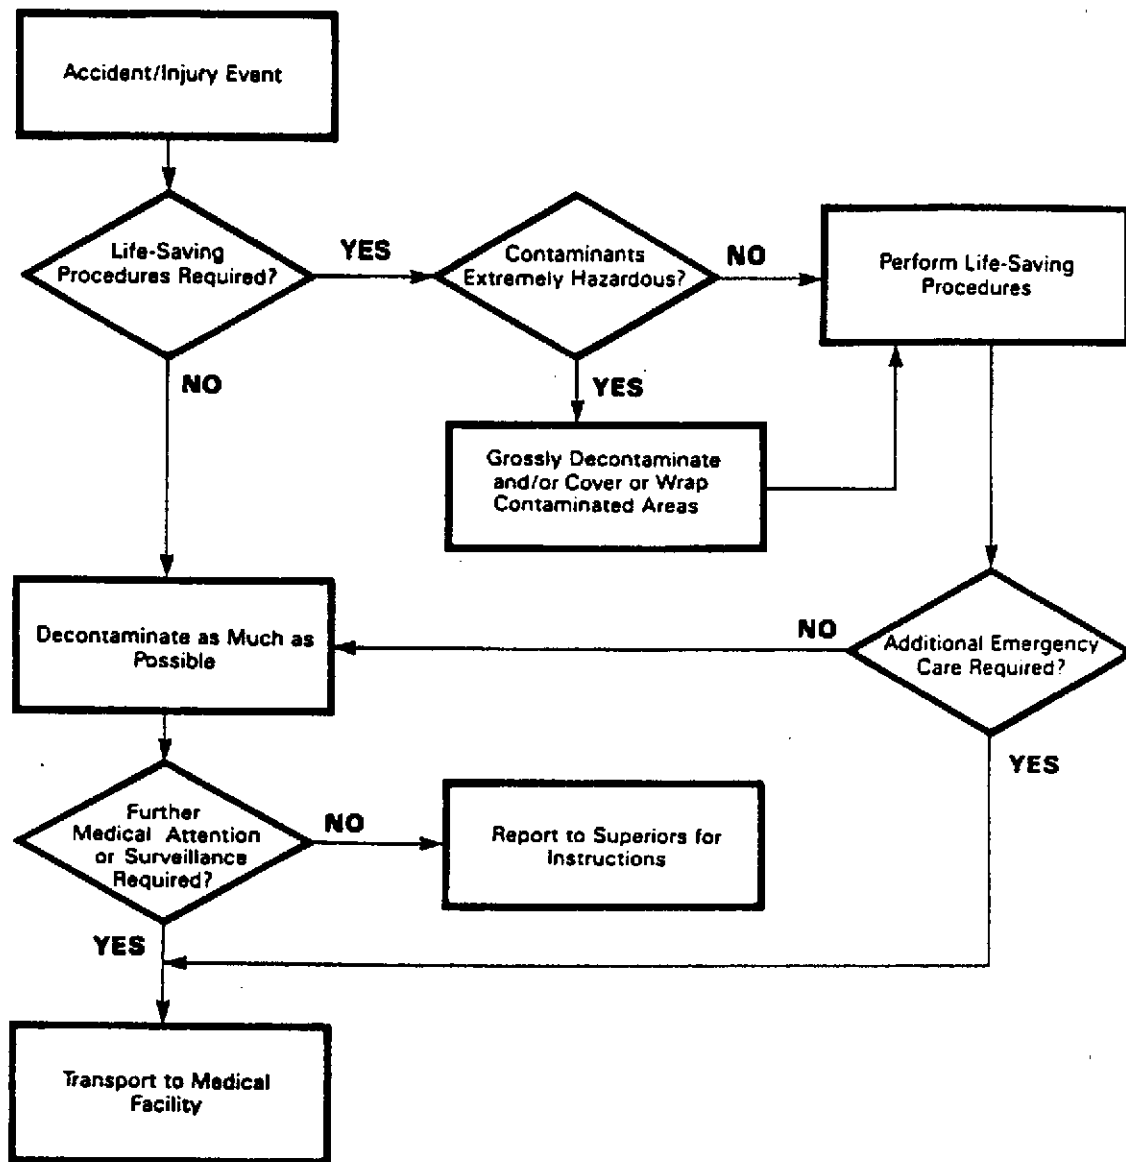 Accident/Injury Event
Life-Saving
Procedures Required?
YES
Contaminants
Extremely Hazardous?
NO
Perform Life-Saving
Procedures
NO
YES
Grossly Decontaminate
and/or Cover or Wrap
Contaminated Areas
Decontaminate as Much as
Possible
NO
Additional Emergency
Care Required?
YES
Further
Medical Attention
or Surveillance
Required?
NO
Report to Superiors for
Instructions
YES
Transport to Medical
Facility